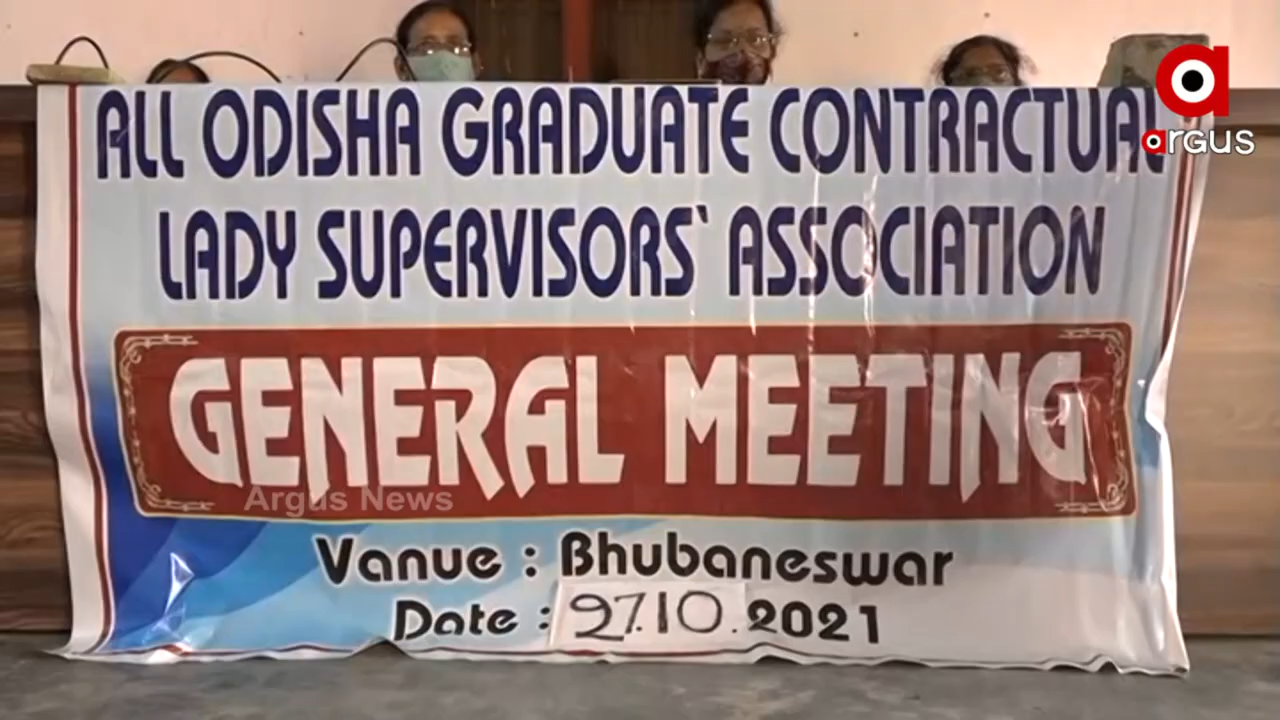 ALL ODISHA GRADUATE CONTRACTUAL
LADY SUPERVISORS` ASSOCIATION
GENERAL MEETING
Argus News
Vanue : Bhubaneswar
Date : 27.10.2021
a
argus